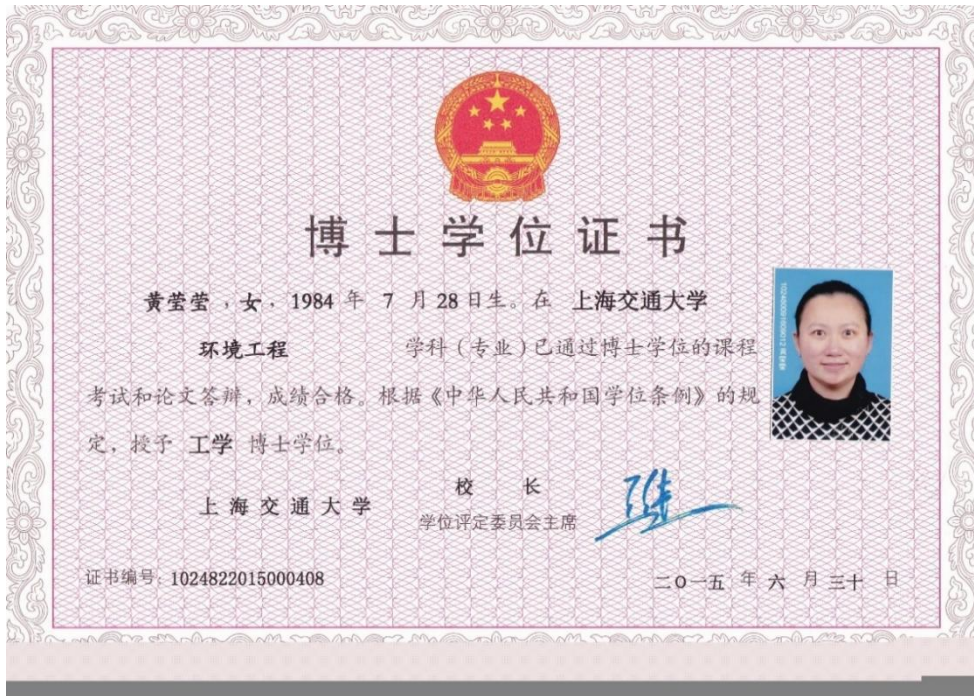 博士学位证书
黄莹莹,女,1984 年 7 月 28 日生。在 上海交通大学
环境工程 学科(专业)已通过博士学位的课程
考试和论文答辩,成绩合格。根据《中华人民共和国学位条例》的规
定,授予 工学 博士学位。
上海交通大学
校 长
学位评定委员会主席
证书编号:1024822015000408
二〇一五 年 六 月 三十 日